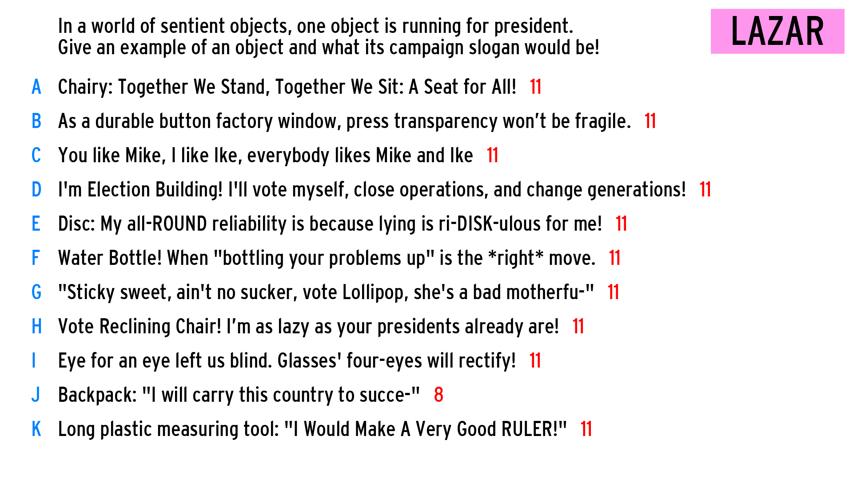 In a world of sentient objects, one object is running for president.
Give an example of an object and what its campaign slogan would be!
LAZAR
A Chairy: Together We Stand, Together We Sit: A Seat for All! 11
B As a durable button factory window, press transparency won't be fragile. 11
C You like Mike, I like Ike, everybody likes Mike and Ike 11
D I'm Election Building! I'll vote myself, close operations, and change generations! 11
E Disc: My all-ROUND reliability is because lying is ri-DISK-ulous for me! 11
F Water Bottle! When "bottling your problems up" is the *right* move. 11
G "Sticky sweet, ain't no sucker, vote Lollipop, she's a bad motherfu-" 11
H Vote Reclining Chair! I’m as lazy as your presidents already are! 11
I Eye for an eye left us blind. Glasses' four-eyes will rectify! 11
J Backpack: "I will carry this country to succe-" 8
K Long plastic measuring tool: "I Would Make A Very Good RULER!" 11